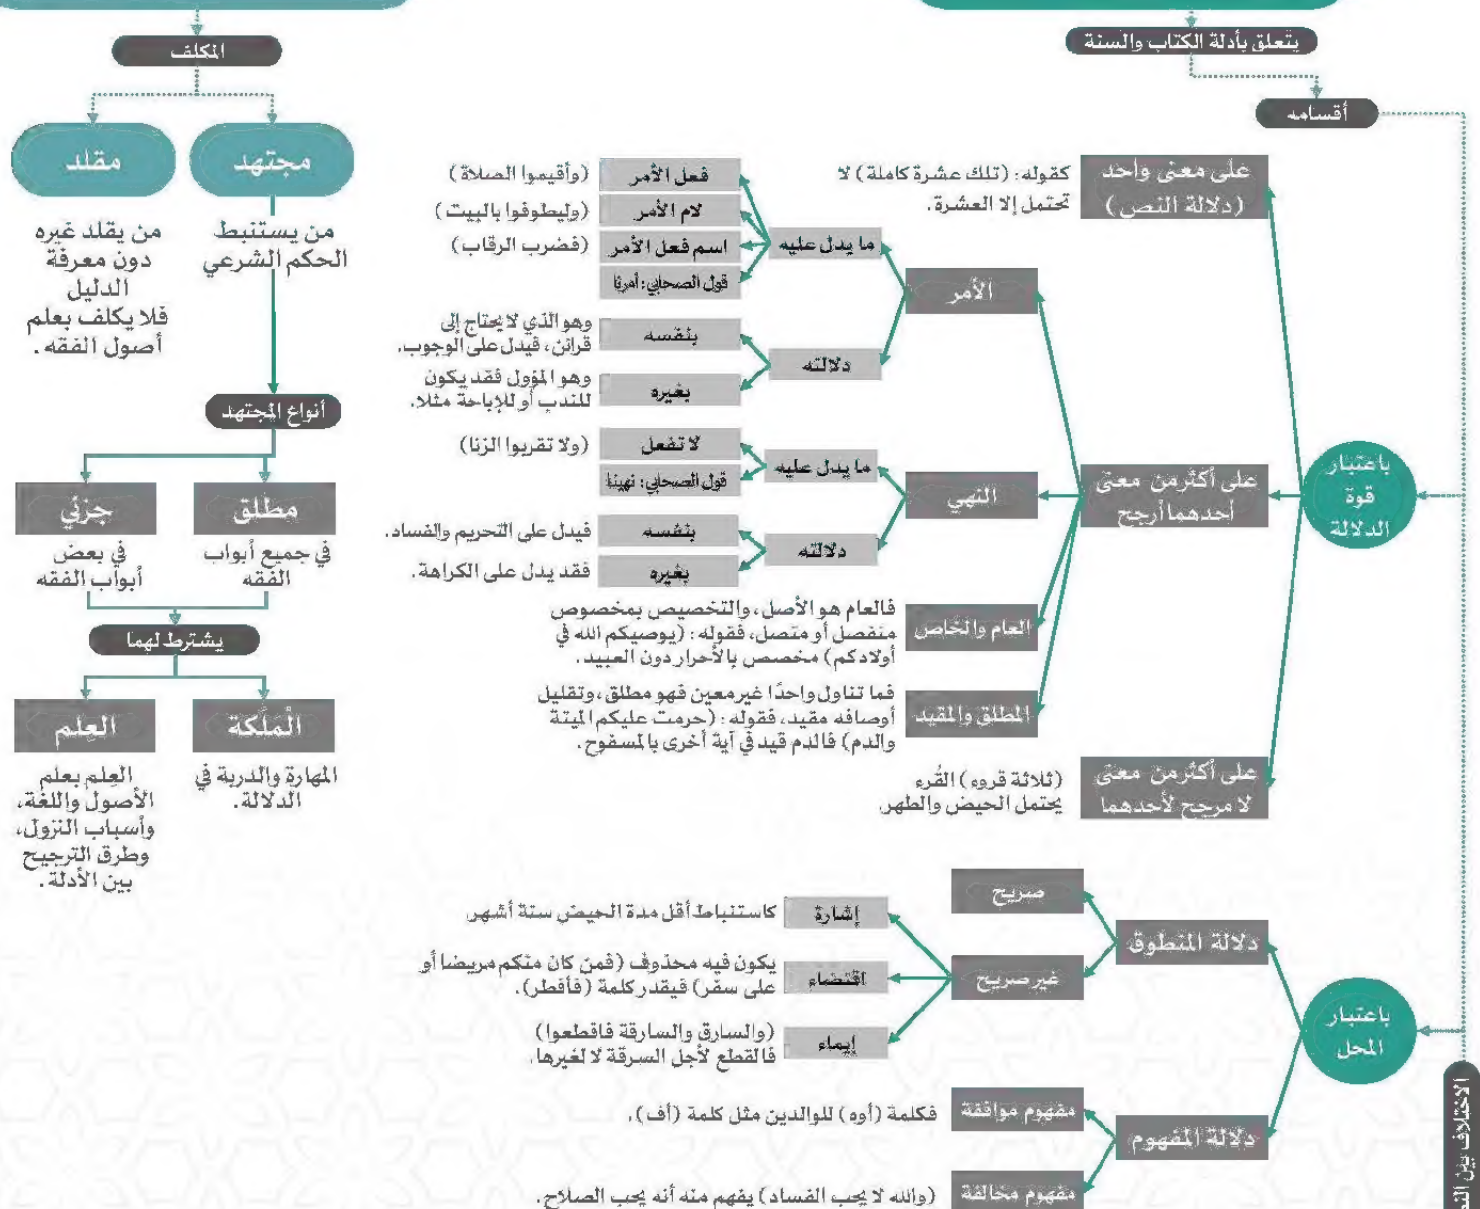 يتعلق بأدلة الكتاب والسنة
أقسامه
باعتبار
قوة
الدلالة
على معنى واحد
(دلالة النص)
كقوله: (تلك عشرة كاملة) لا
تحتمل إلا العشرة.
على أكثر من معنى
أحدهما أرجح
الأمر
ما يدل عليه
فعل الأمر
(وأقيموا الصلاة)
لام الأمر
(وليطوفوا بالبيت)
اسم فعل الأمر
(فضرب الرقاب)
قول الصحابي: أمرنا
دلالته
بنفسه
وهو الذي لا يحتاج إلى
قرائن، فيدل على الوجوب.
بغيره
وهو المؤول فقد يكون
للندب أو للإباحة مثلا.
النهي
ما يدل عليه
لا تفعل
(ولا تقربوا الزنا)
قول الصحابي: نهينا
دلالته
بنفسه
فيدل على التحريم والفساد.
بغيره
فقد يدل على الكراهة.
العام والخاص
فالعام هو الأصل، والتخصيص بمخصوص
منفصل أو متصل، فقوله: (يوصيكم الله في
أولادكم) مخصص بالأحرار دون العبيد.
المطلق والمقيد
فما تناول واحدًا غير معين فهو مطلق، وتقليل
أوصافه مقيد، فقوله: (حرمت عليكم الميتة
والدم) فالدم قيد في آية أخرى بالمسفوح.
على أكثر من معنى
لا مرجح لأحدهما
(ثلاثة قروء) القُرء
يحتمل الحيض والطهر.
باعتبار
المحل
دلالة المنطوق
صريح
غير صريح
إشارة
كاستنباط أقل مدة الحيض ستة أشهر.
اقتضاء
يكون فيه محذوف (فمن كان منكم مريضا أو
على سفر) فيقدر كلمة (فأفطر).
إيماء
(والسارق والسارقة فاقطعوا)
فالقطع لأجل السرقة لا لغيرها.
دلالة المفهوم
مفهوم موافقة
فكلمة (أوه) للوالدين مثل كلمة (أف).
مفهوم مخالفة
(والله لا يحب الفساد) يفهم منه أنه يحب الصلاح.
الاختلاف بين
المكلف
مجتهد
من يستنبط
الحكم الشرعي
مقلد
من يقلد غيره
دون معرفة
الدليل
فلا يكلف بعلم
أصول الفقه.
أنواع المجتهد
مطلق
في جميع أبواب
الفقه
جزئي
في بعض
أبواب الفقه
يشترط لهما
الْمَلَكة
المهارة والدربة في
الدلالة.
العِلم
العِلم بعلم
الأصول واللغة،
وأسباب النزول،
وطرق الترجيح
بين الأدلة.